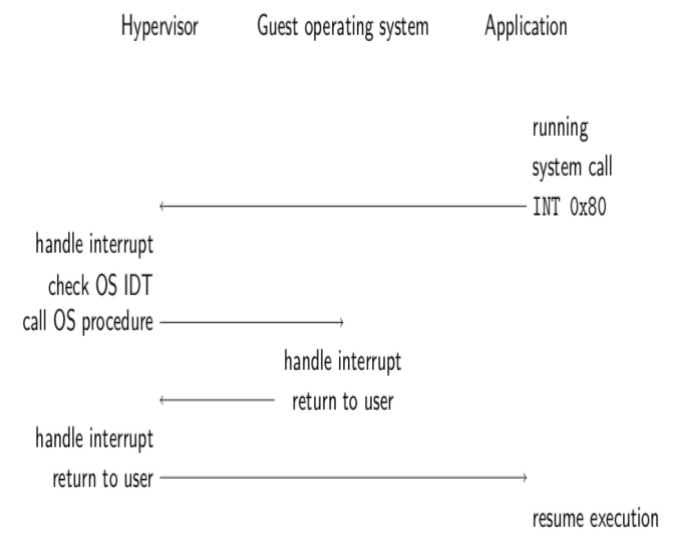 Hypervisor Guest operating system Application
running
system call
INT 0x80
handle interrupt
check OS IDT
call OS procedure
handle interrupt
return to user
handle interrupt
return to user
resume execution